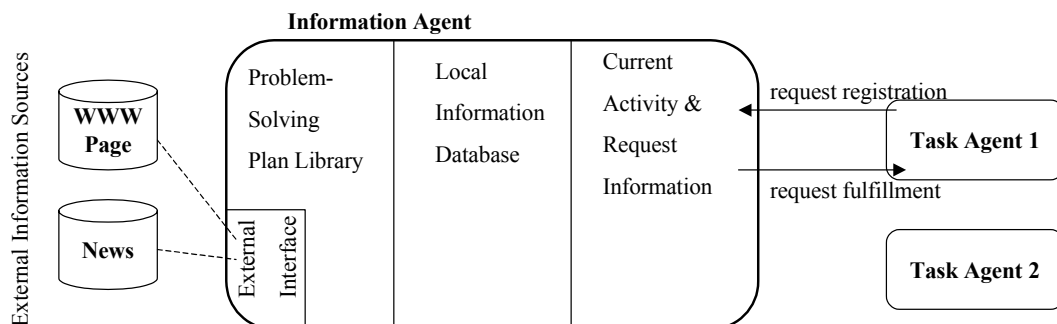 Information Agent
External Information Sources
WWW
Page
News
Problem-
Solving
Plan Library
External
Interface
Local
Information
Database
Current
Activity &
Request
Information
request registration
request fulfillment
Task Agent 1
Task Agent 2